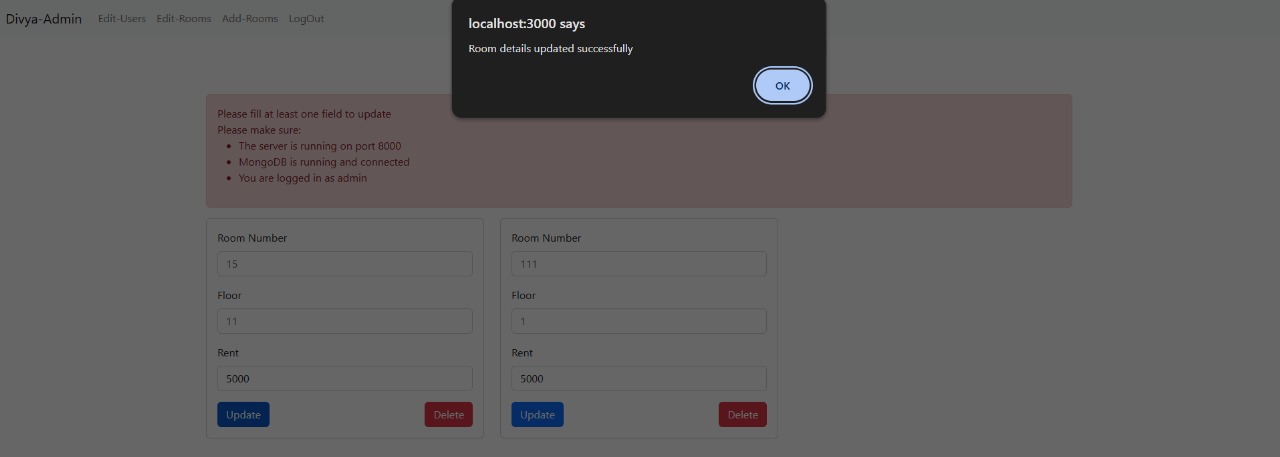 Divya-Admin Edit-Users Edit-Rooms Add-Rooms LogOut
localhost:3000 says
Room details updated successfully
OK
Please fill at least one field to update
Please make sure:
The server is running on port 8000
MongoDB is running and connected
You are logged in as admin
Room Number
15
Floor
11
Rent
5000
Update Delete
Room Number
111
Floor
1
Rent
5000
Update Delete